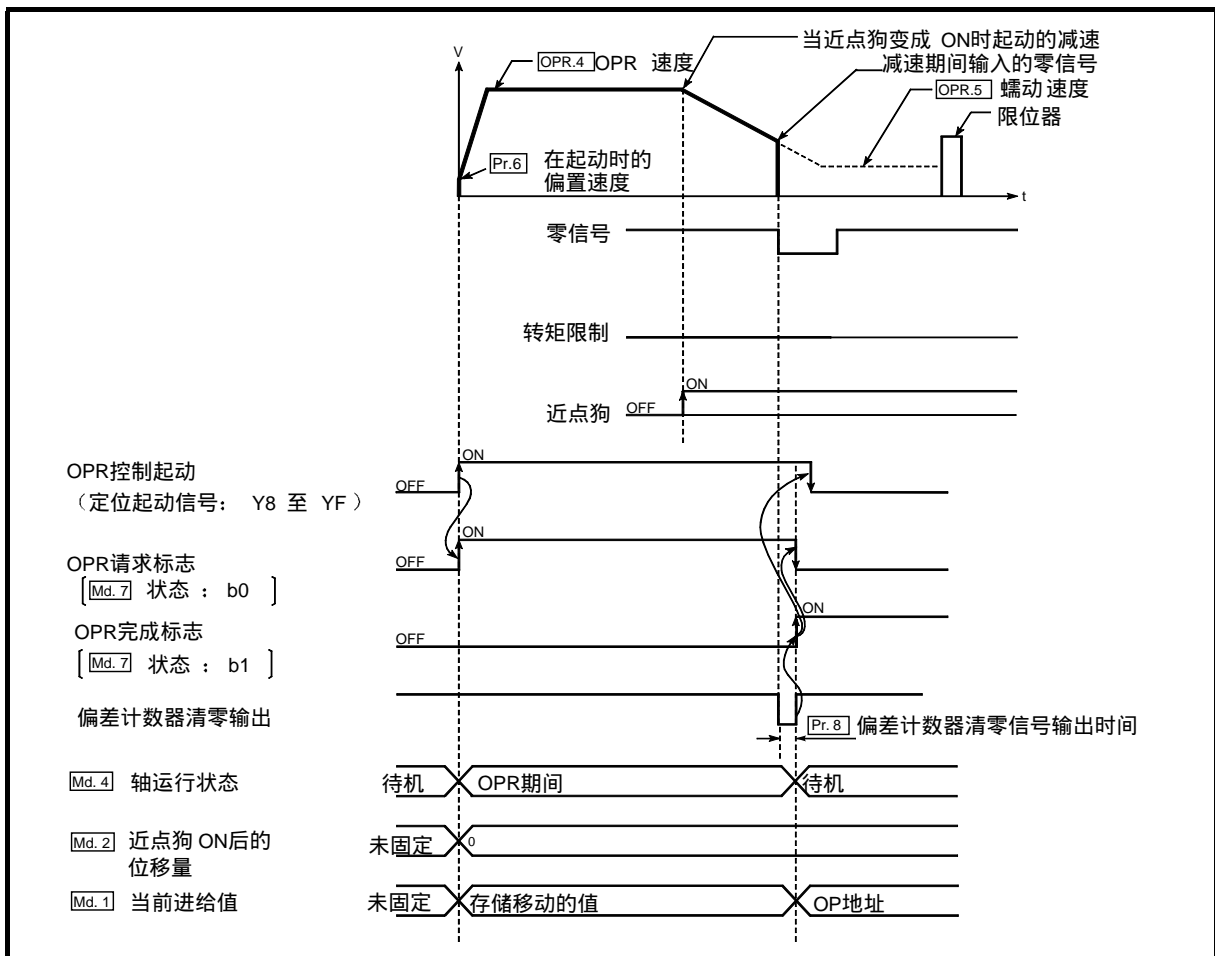 当近点狗变成 ON时起动的减速
V
OPR.4 OPR 速度
减速期间输入的零信号
OPR.5 蠕动 速度
限位器
Pr.6 在起动时的
偏置速度
t
零信号
转矩限制
ON
近点狗 OFF
OPR控制起动
ON
OFF
（定位起动信号： Y8 至 YF ）
ON
OPR请求标志
OFF
[ Md. 7 状态 ： b0 ]
ON
OPR完成标志
OFF
[ Md. 7 状态 ： b1 ]
偏差计数器清零输出
Pr. 8 偏差计数器清零信号输出时间
Md. 4 轴运行状态 待机 OPR期间 待机
Md. 2 近点狗 ON后的 未固定 0
位移量
Md. 1 当前进给值 未固定 存储移动的值 OP地址